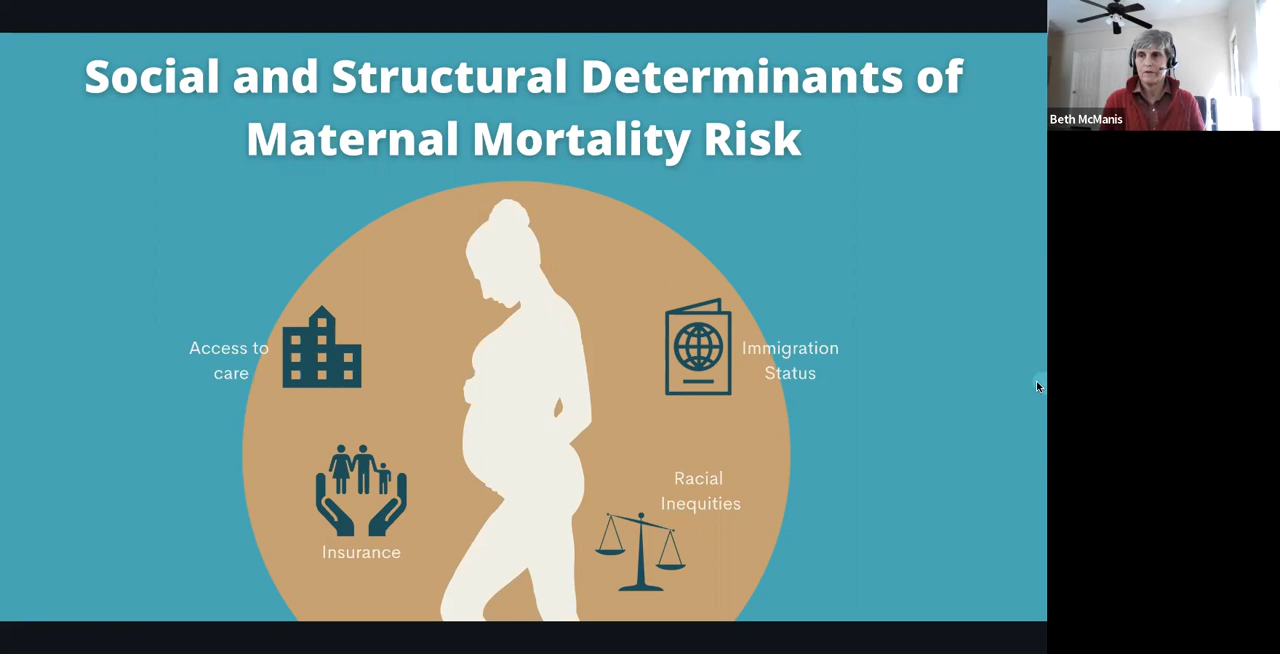 Social and Structural Determinants of
Maternal Mortality Risk
Access to
care
Immigration
Status
Racial
Inequities
Insurance
Beth McManis